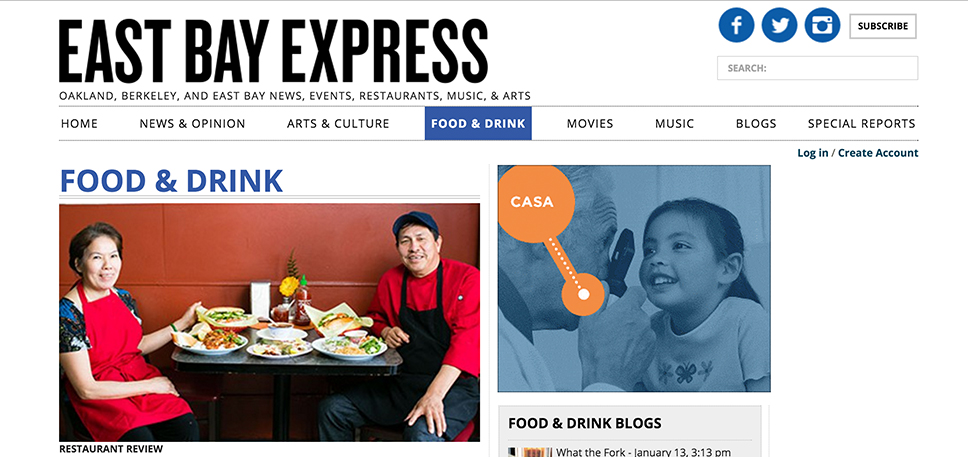 EAST BAY EXPRESS
OAKLAND, BERKELEY, AND EAST BAY NEWS, EVENTS, RESTAURANTS, MUSIC, & ARTS
SUBSCRIBE
SEARCH:
HOME NEWS & OPINION ARTS & CULTURE FOOD & DRINK MOVIES MUSIC BLOGS SPECIAL REPORTS
Log in / Create Account
FOOD & DRINK
RESTAURANT REVIEW
CASA
FOOD & DRINK BLOGS
What the Fork - January 13, 3:13 pm